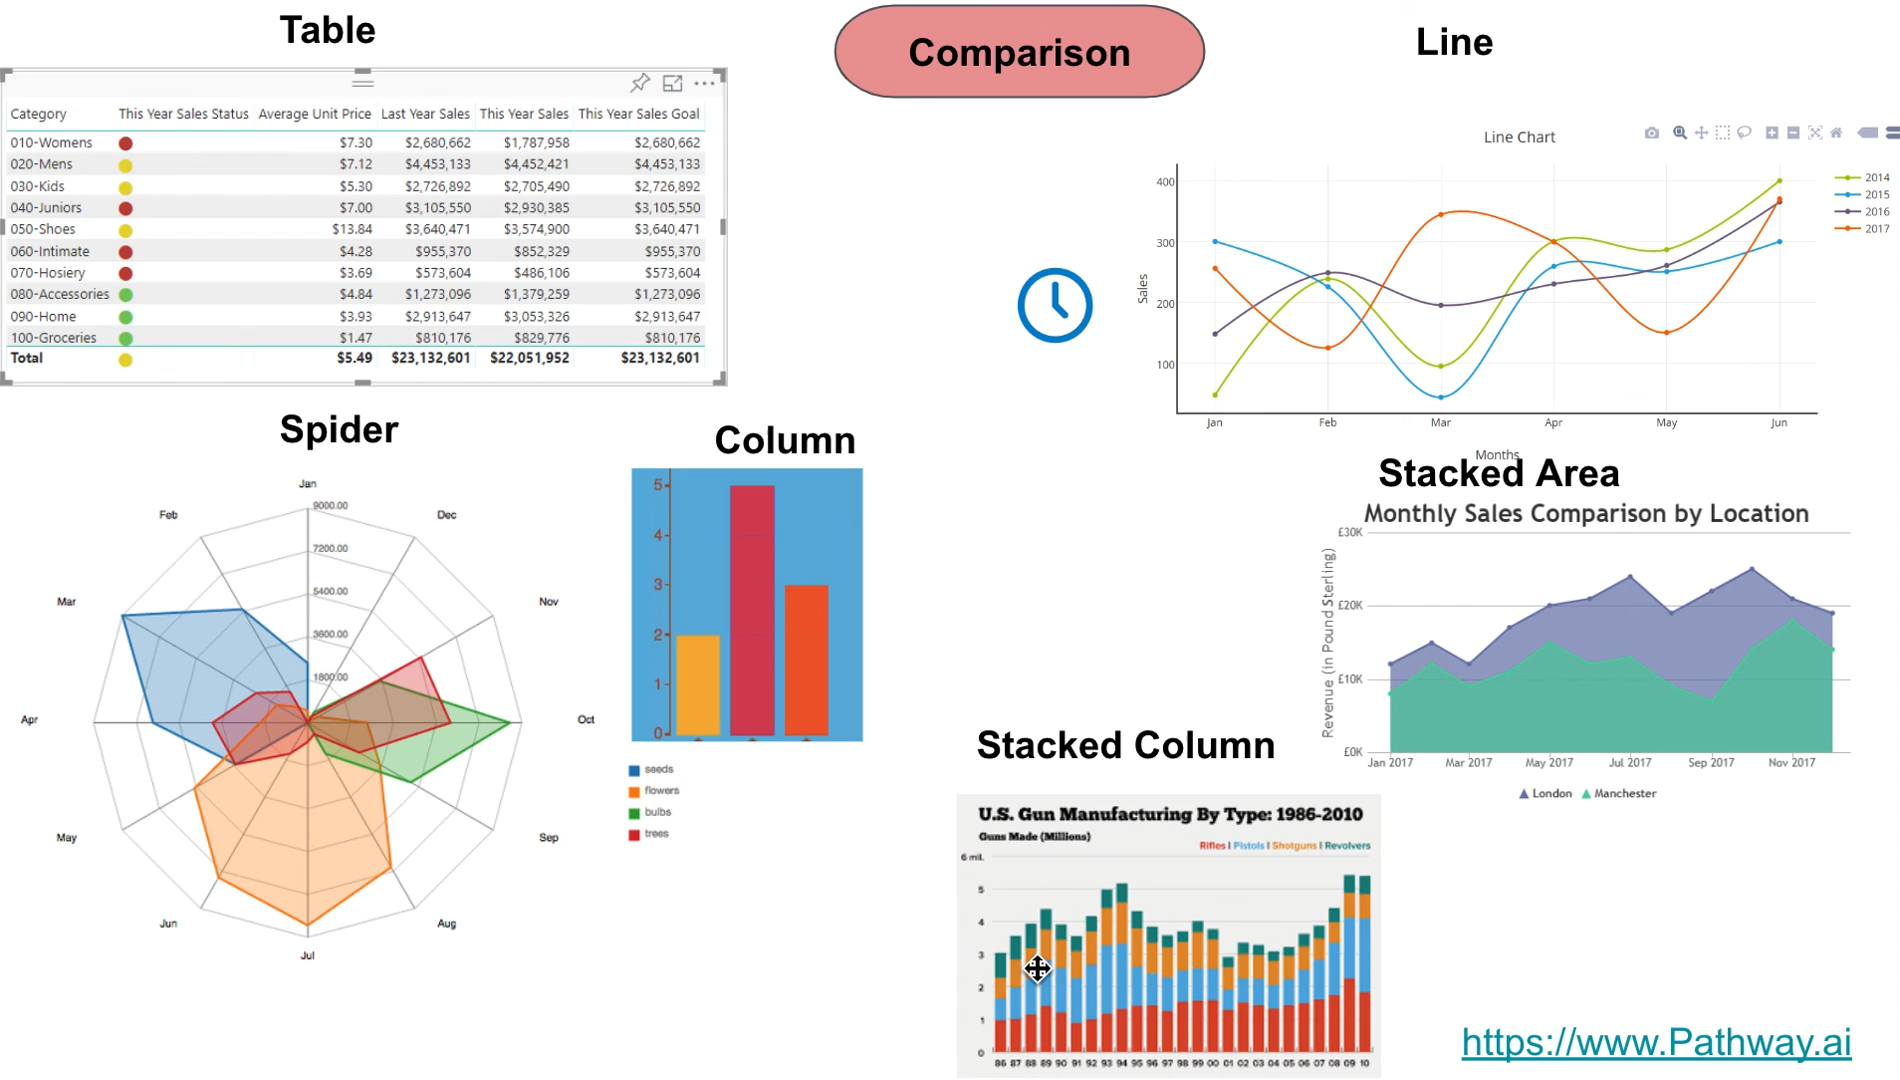 Table
Comparison
Line
Category This Year Sales Status Average Unit Price Last Year Sales This Year Sales This Year Sales Goal
010-Womens $7.30 $2,680,662 $1,787,958 $2,680,662
020-Mens $7.12 $4,453,133 $4,452,421 $4,453,133
030-Kids $5.30 $2,726,892 $2,705,490 $2,726,892
040-Juniors $7.00 $3,105,550 $2,930,385 $3,105,550
050-Shoes $13.84 $3,640,471 $3,574,900 $3,640,471
060-Intimate $4.28 $955,370 $852,329 $955,370
070-Hosiery $3.69 $573,604 $486,106 $573,604
080-Accessories $4.84 $1,273,096 $1,379,259 $1,273,096
090-Home $3.93 $2,913,647 $3,053,326 $2,913,647
100-Groceries $1.47 $810,176 $829,776 $810,176
Total $5.49 $23,132,601 $22,051,952 $23,132,601
Line Chart
400
300
200
100
Sales
Jan Feb Mar Apr May Jun
Months
2014
2015
2016
2017
Spider
Jan
Feb
Mar
Apr
May
Jun
Jul
Aug
Sep
Oct
Nov
Dec
9000.00
7200.00
5400.00
3600.00
1800.00
seeds
flowers
bulbs
trees
Column
5
4
3
2
1
0
Stacked Area
Monthly Sales Comparison by Location
Revenue (in Pound Sterling)
£30K
£20K
£10K
£0K
Jan 2017 Mar 2017 May 2017 Jul 2017 Sep 2017 Nov 2017
London Manchester
Stacked Column
U.S. Gun Manufacturing By Type: 1986-2010
Guns Made (Millions)
Rifles | Pistols | Shotguns | Revolvers
6 mil.
5
4
3
2
1
0
86 87 88 89 90 91 92 93 94 95 96 97 98 99 00 01 02 03 04 05 06 07 08 09 10
https://www.Pathway.ai